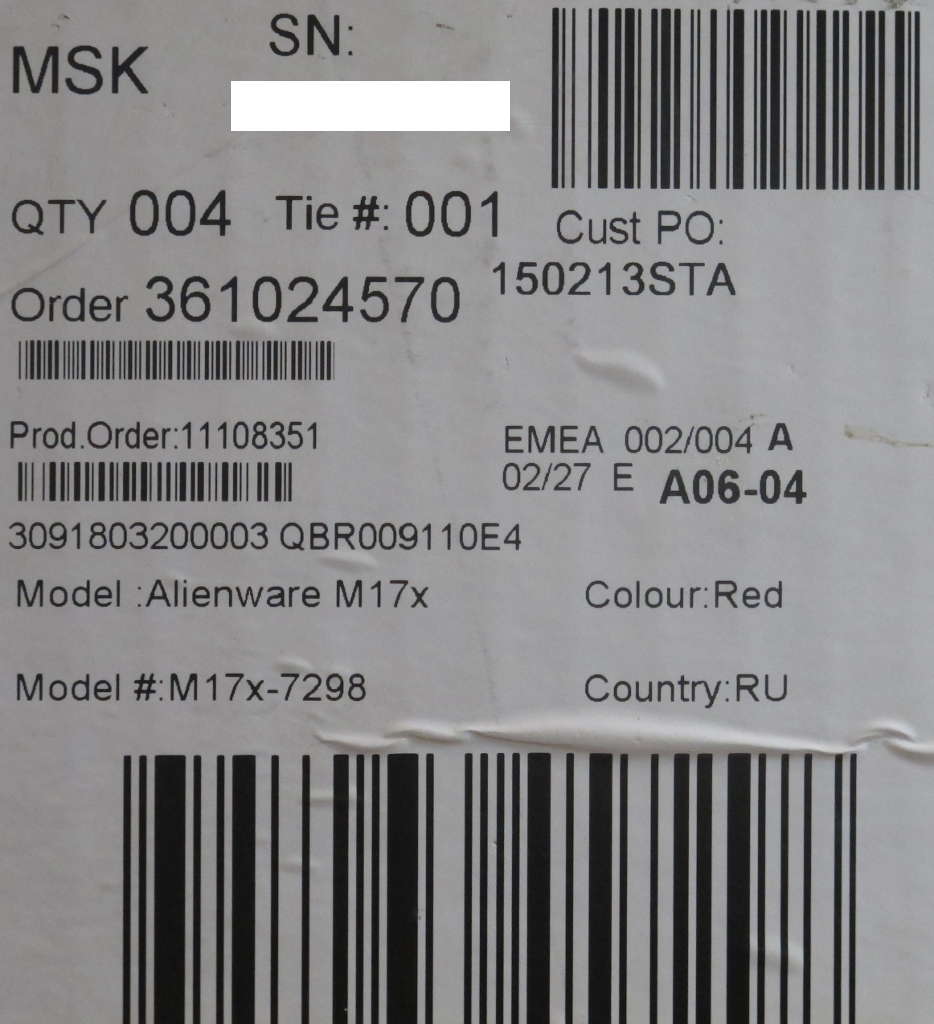 MSK SN:
QTY 004 Tie #: 001 Cust PO:
Order 361024570 150213STA
Prod.Order:11108351 EMEA 002/004 A
02/27 E A06-04
3091803200003 QBR009110E4
Model :Alienware M17x Colour:Red
Model #:M17x-7298 Country:RU